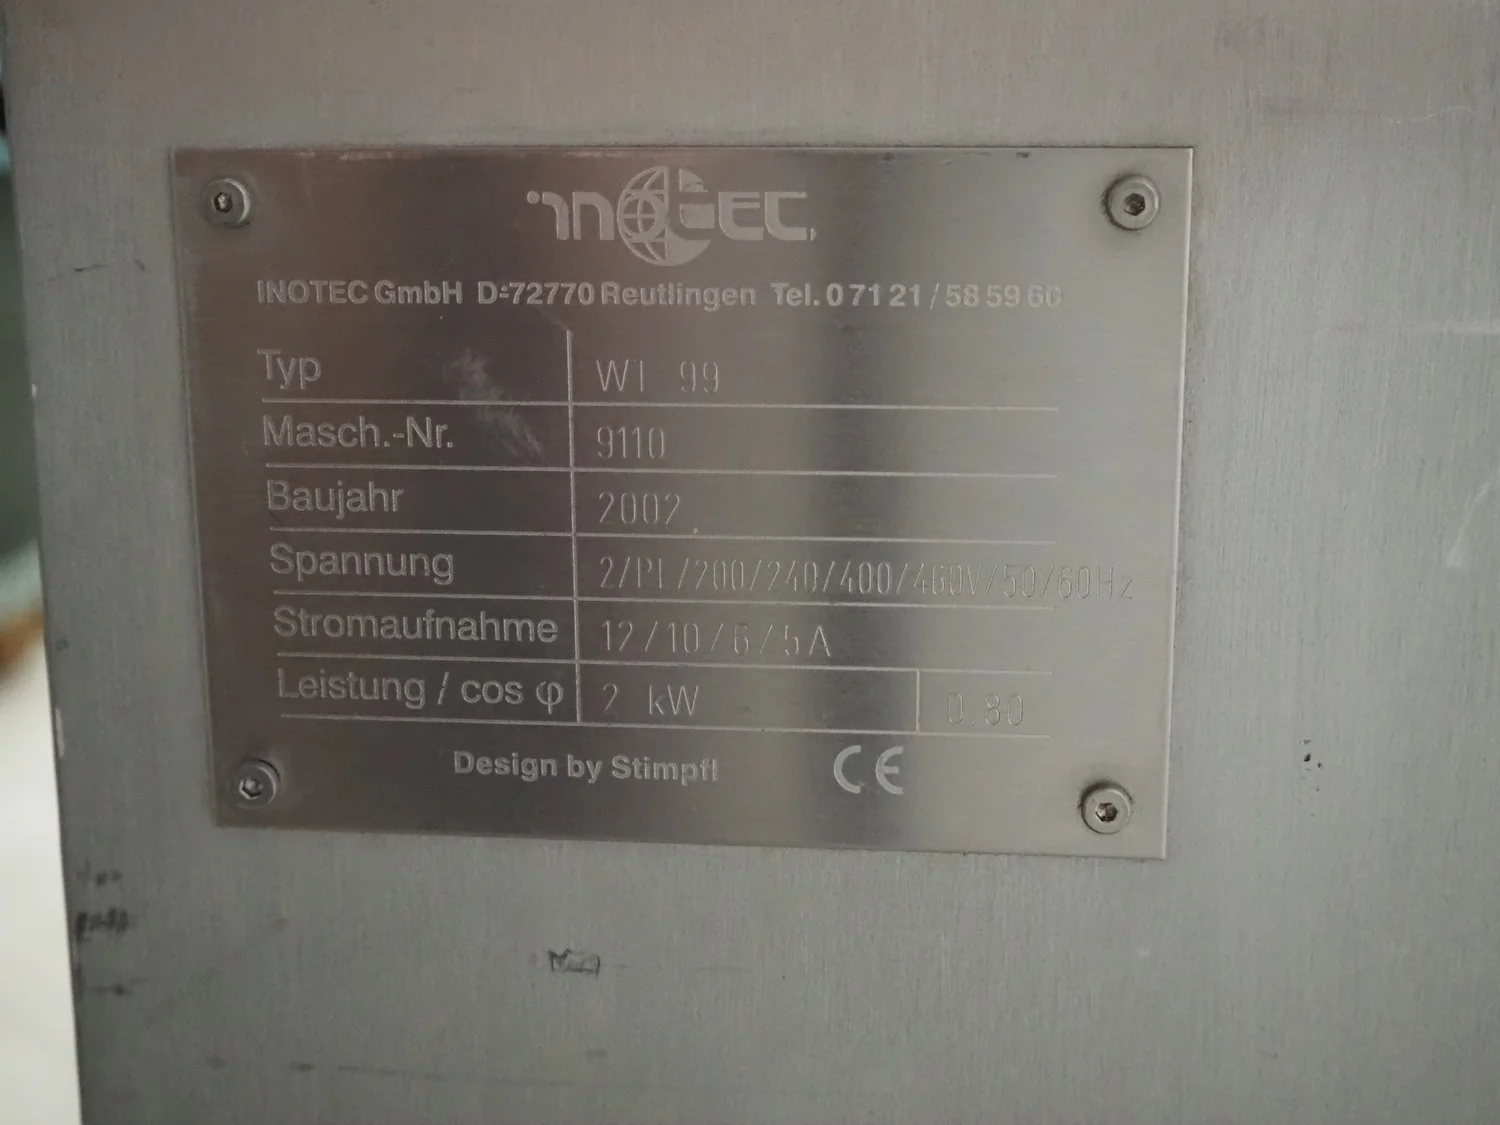 inotec
INOTEC GmbH D-72770 Reutlingen Tel. 0 71 21 / 58 59 60
Typ WT 99
Masch.-Nr. 9110
Baujahr 2002
Spannung 2/PE/200/240/400/460V/50/60Hz
Stromaufnahme 12/10/6/5A
Leistung / cos φ 2 kW 0.80
Design by Stimpfl CE